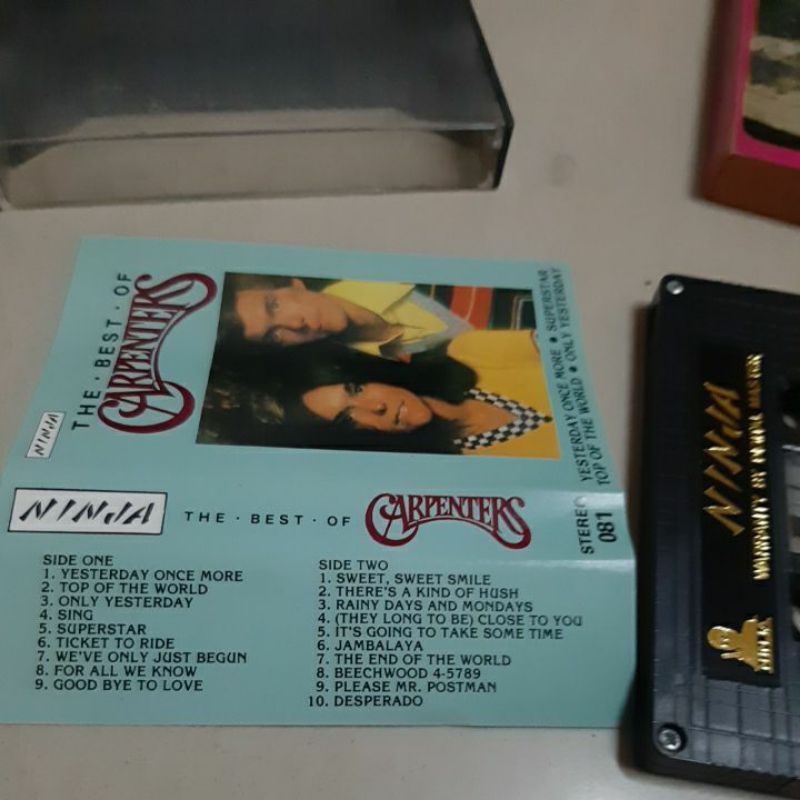 THE · BEST · OF
CARPENTERS
NINJA
YESTERDAY ONCE MORE ● SUPERSTAR
TOP OF THE WORLD ● ONLY YESTERDAY
NINJA
THE · BEST · OF
CARPENTERS
STEREO
081
SIDE ONE
1. YESTERDAY ONCE MORE
2. TOP OF THE WORLD
3. ONLY YESTERDAY
4. SING
5. SUPERSTAR
6. TICKET TO RIDE
7. WE'VE ONLY JUST BEGUN
8. FOR ALL WE KNOW
9. GOOD BYE TO LOVE
SIDE TWO
1. SWEET, SWEET SMILE
2. THERE'S A KIND OF HUSH
3. RAINY DAYS AND MONDAYS
4. (THEY LONG TO BE) CLOSE TO YOU
5. IT'S GOING TO TAKE SOME TIME
6. JAMBALAYA
7. THE END OF THE WORLD
8. BEECHWOOD 4-5789
9. PLEASE MR. POSTMAN
10. DESPERADO
NINJA
WARRANTY BY MASTER